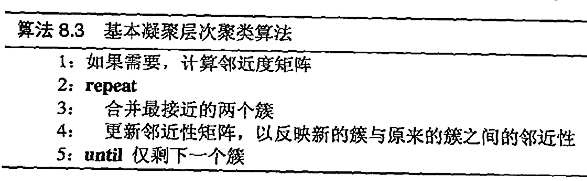 算法 8.3 基本凝聚层次聚类算法
1：如果需要，计算邻近度矩阵
2：repeat
3： 合并最接近的两个簇
4： 更新邻近性矩阵，以反映新的簇与原来的簇之间的邻近性
5：until 仅剩下一个簇